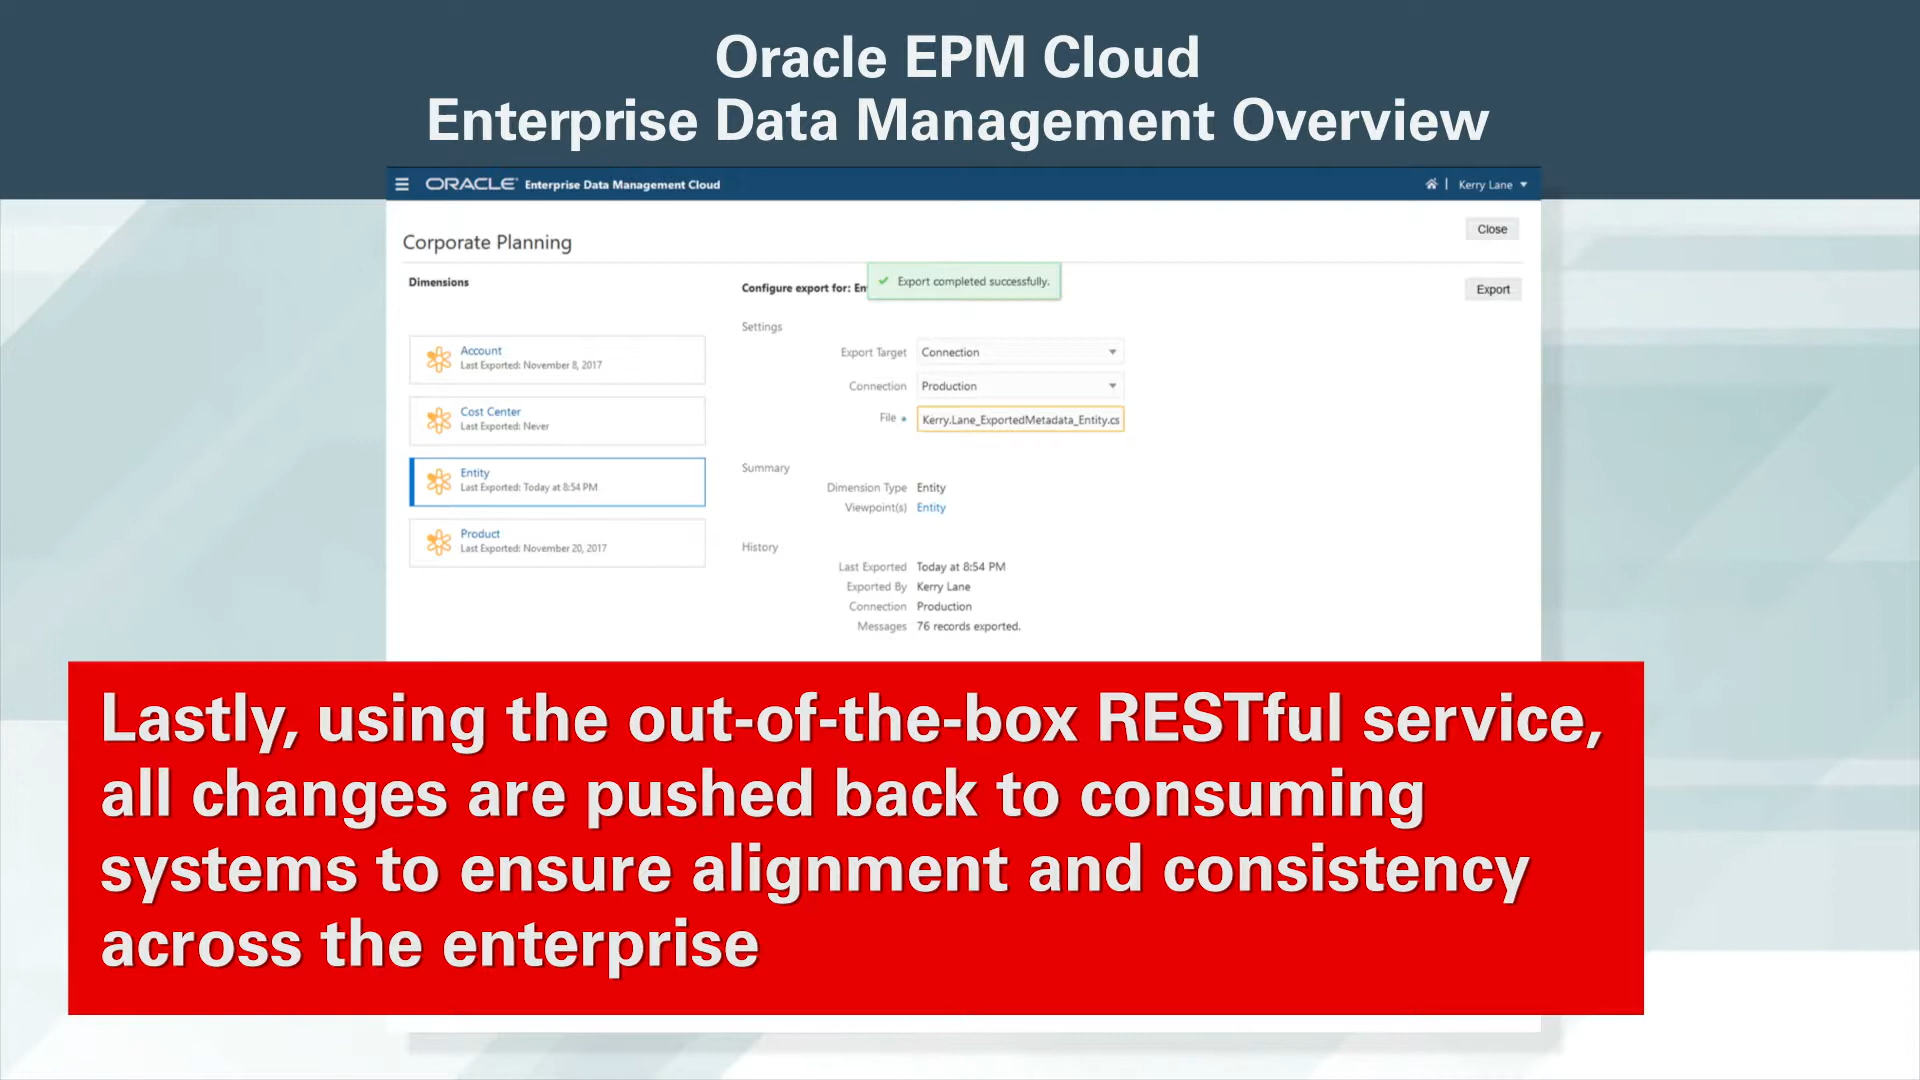 Oracle EPM Cloud
Enterprise Data Management Overview
ORACLE Enterprise Data Management Cloud
Kerry Lane
Close
Corporate Planning
Dimensions
Configure export for: En
Export completed successfully.
Export
Settings
Account
Last Exported: November 8, 2017
Export Target Connection
Connection Production
File * Kerry.Lane_ExportedMetadata_Entity.cs
Cost Center
Last Exported: Never
Entity
Last Exported: Today at 8:54 PM
Summary
Dimension Type Entity
Viewpoint(s) Entity
Product
Last Exported: November 20, 2017
History
Last Exported Today at 8:54 PM
Exported By Kerry Lane
Connection Production
Messages 76 records exported.
Lastly, using the out-of-the-box RESTful service,
all changes are pushed back to consuming
systems to ensure alignment and consistency
across the enterprise